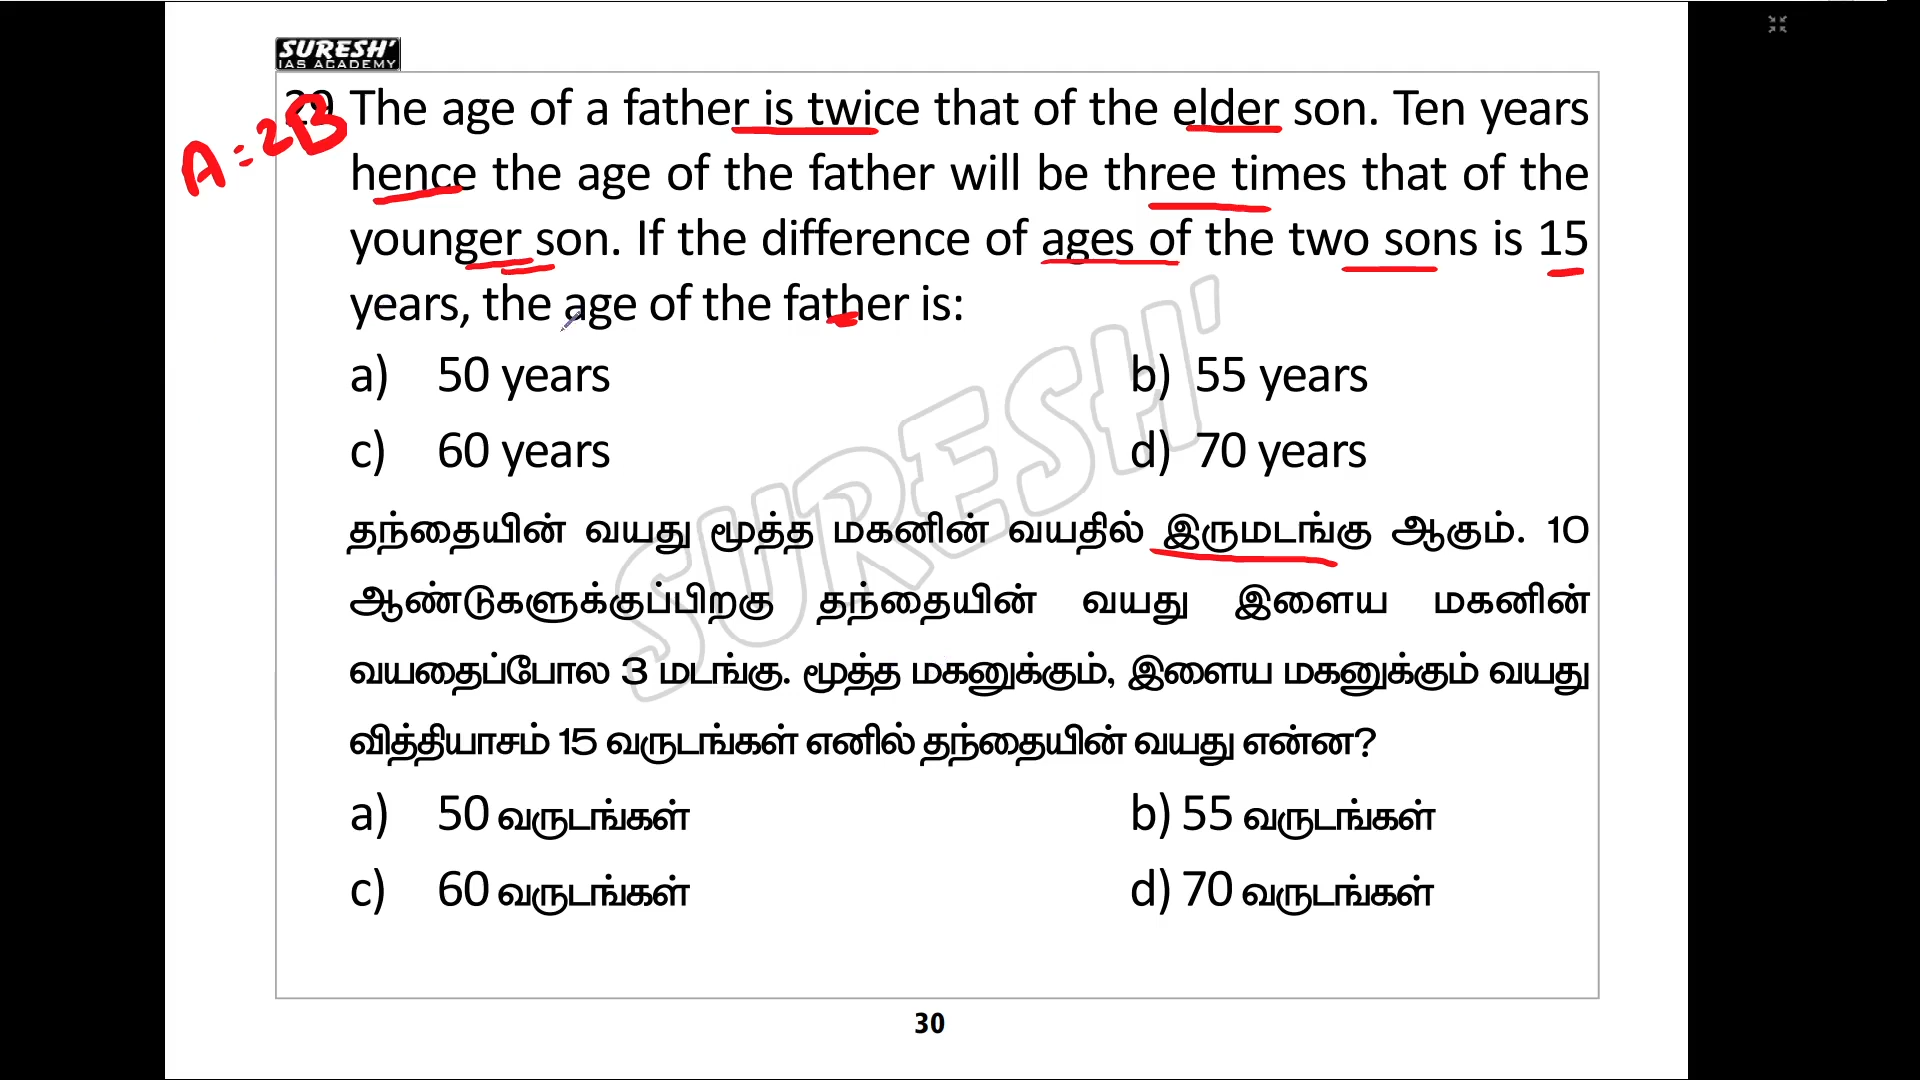 SURESH'
IAS ACADEMY
A = 2B
29 The age of a father is twice that of the elder son. Ten years
hence the age of the father will be three times that of the
younger son. If the difference of ages of the two sons is 15
years, the age of the father is:
a) 50 years b) 55 years
c) 60 years d) 70 years
SURESH'
தந்தையின் வயது மூத்த மகனின் வயதில் இருமடங்கு ஆகும். 10
ஆண்டுகளுக்குப்பிறகு தந்தையின் வயது இளைய மகனின்
வயதைப்போல 3 மடங்கு. மூத்த மகனுக்கும், இளைய மகனுக்கும் வயது
வித்தியாசம் 15 வருடங்கள் எனில் தந்தையின் வயது என்ன?
a) 50 வருடங்கள் b) 55 வருடங்கள்
c) 60 வருடங்கள் d) 70 வருடங்கள்
30